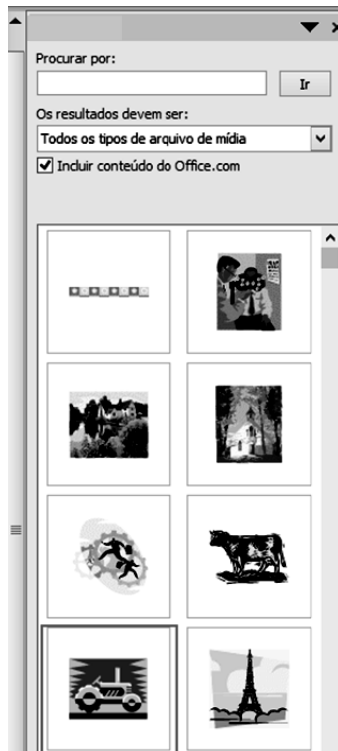 Procurar por:
Ir
Os resultados devem ser:
Todos os tipos de arquivo de mídia
Incluir conteúdo do Office.com